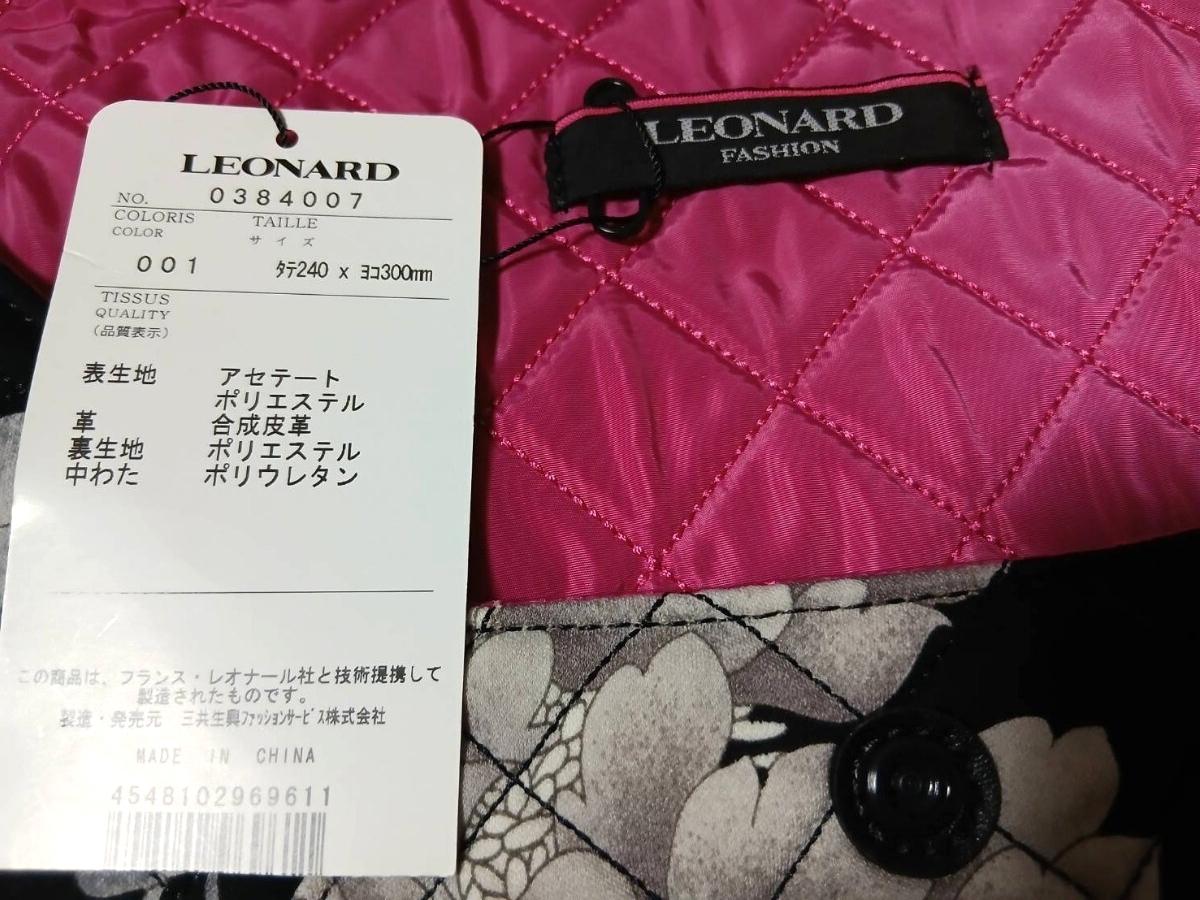 LEONARD
NO. 0384007
COLORIS TAILLE
COLOR サイズ
001 ﾀﾃ240 x ﾖｺ300mm
TISSUS
QUALITY
(品質表示)
表生地 アセテート
ポリエステル
革 合成皮革
裏生地 ポリエステル
中わた ポリウレタン
この商品は、フランス・レオナール社と技術提携して
製造されたものです。
製造・発売元 三共生興ﾌｧｯｼｮﾝｻｰﾋﾞｽ株式会社
MADE IN CHINA
4548102969611
LEONARD
FASHION